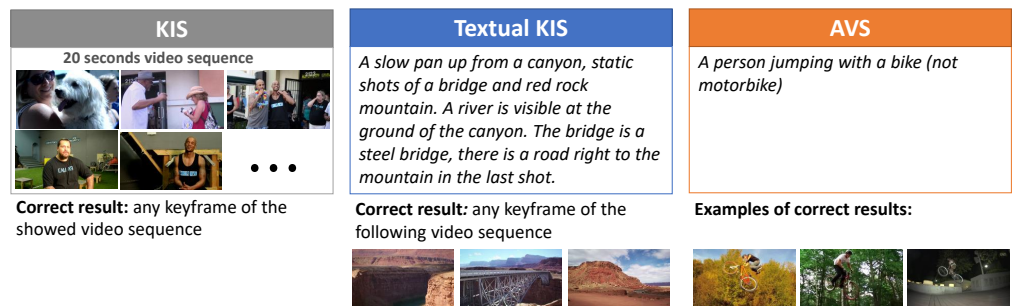 KIS
20 seconds video sequence
• • •
Correct result: any keyframe of the
showed video sequence
Textual KIS
A slow pan up from a canyon, static
shots of a bridge and red rock
mountain. A river is visible at the
ground of the canyon. The bridge is a
steel bridge, there is a road right to the
mountain in the last shot.
Correct result: any keyframe of the
following video sequence
AVS
A person jumping with a bike (not
motorbike)
Examples of correct results: